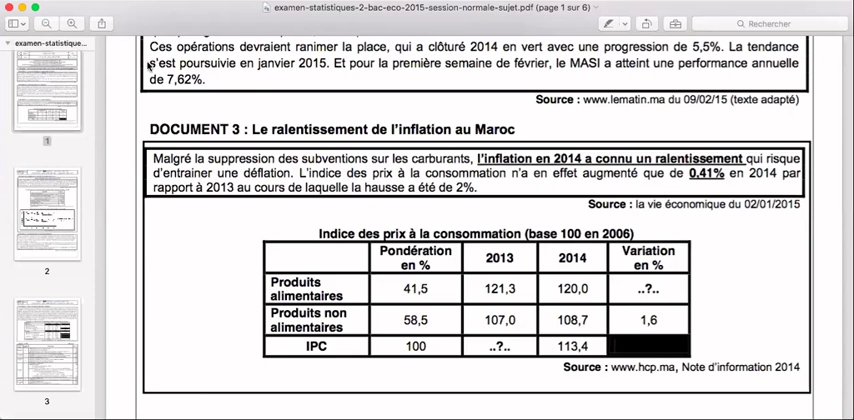 examen-statistiques-2-bac-eco-2015-session-normale-sujet.pdf (page 1 sur 6)
Rechercher
examen-statistique...
1
2
3
Ces opérations devraient ranimer la place, qui a clôturé 2014 en vert avec une progression de 5,5%. La tendance
s'est poursuivie en janvier 2015. Et pour la première semaine de février, le MASI a atteint une performance annuelle
de 7,62%.
Source : www.lematin.ma du 09/02/15 (texte adapté)
DOCUMENT 3 : Le ralentissement de l'inflation au Maroc
Malgré la suppression des subventions sur les carburants, l'inflation en 2014 a connu un ralentissement qui risque
d'entrainer une déflation. L'indice des prix à la consommation n'a en effet augmenté que de 0,41% en 2014 par
rapport à 2013 au cours de laquelle la hausse a été de 2%.
Source : la vie économique du 02/01/2015
Indice des prix à la consommation (base 100 en 2006)
Pondération en % 2013 2014 Variation en %
Produits alimentaires 41,5 121,3 120,0 ..?..
Produits non alimentaires 58,5 107,0 108,7 1,6
IPC 100 ..?.. 113,4
Source : www.hcp.ma, Note d'information 2014